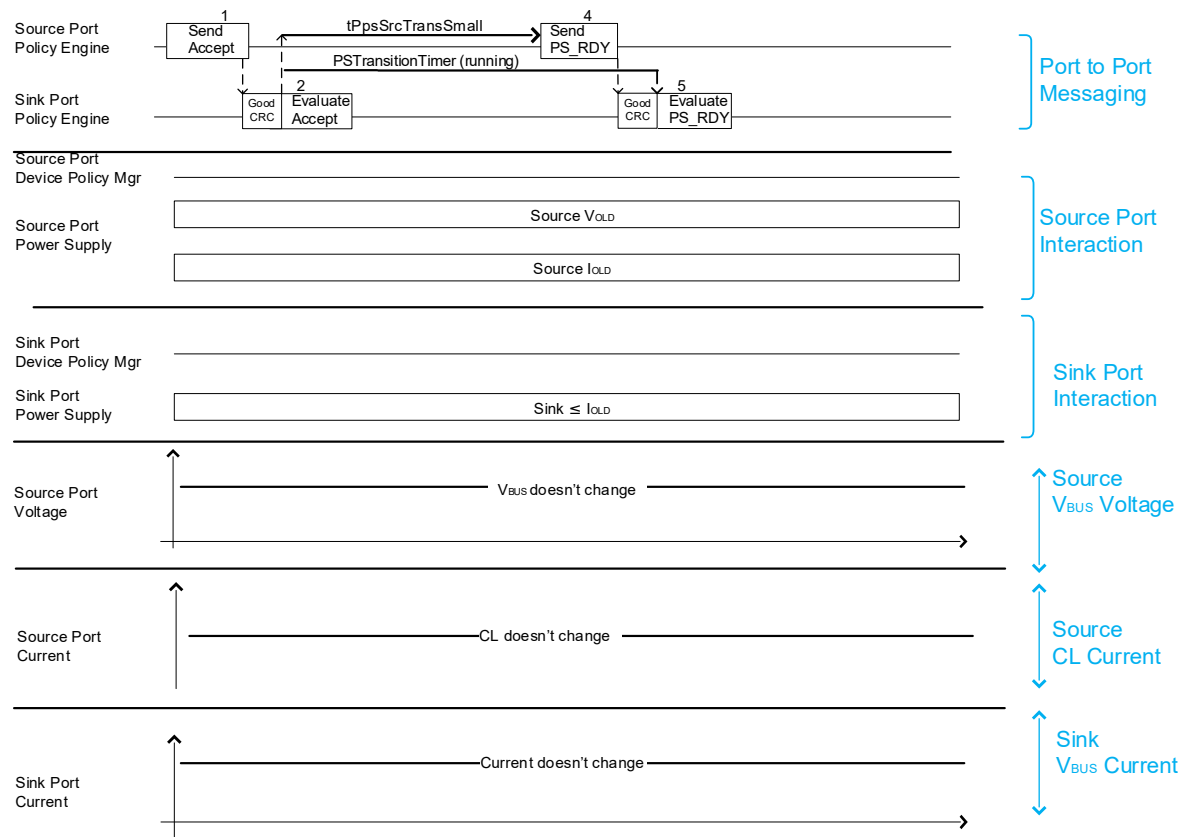 Source Port
Policy Engine
1
Send
Accept
tPpsSrcTransSmall
4
Send
PS_RDY
PSTransitionTimer (running)
Sink Port
Policy Engine
Good
CRC
2
Evaluate
Accept
Good
CRC
5
Evaluate
PS_RDY
Port to Port
Messaging
Source Port
Device Policy Mgr
Source Port
Power Supply
Source VOLD
Source IOLD
Source Port
Interaction
Sink Port
Device Policy Mgr
Sink Port
Power Supply
Sink ≤ IOLD
Sink Port
Interaction
Source Port
Voltage
VBUS doesn’t change
Source
VBUS Voltage
Source Port
Current
CL doesn’t change
Source
CL Current
Sink Port
Current
Current doesn’t change
Sink
VBUS Current